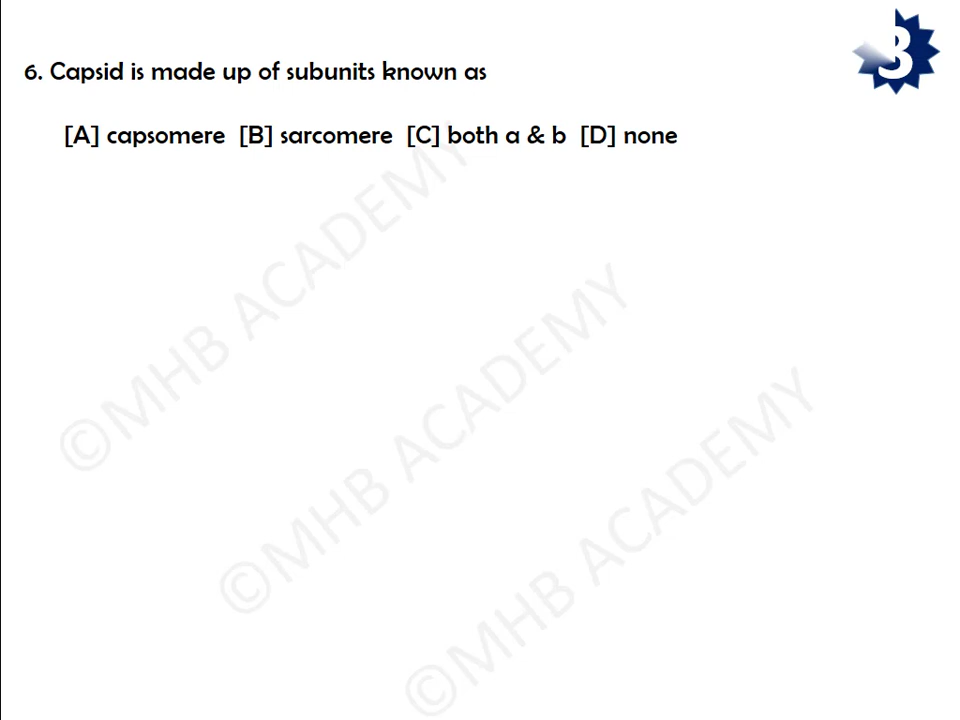 3
6. Capsid is made up of subunits known as
[A] capsomere [B] sarcomere [C] both a & b [D] none
©MHB ACADEMY
©MHB ACADEMY
©MHB ACADEMY